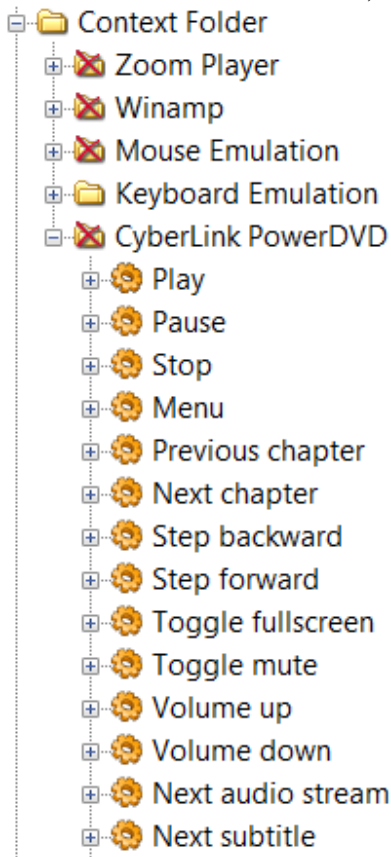 Context Folder
Zoom Player
Winamp
Mouse Emulation
Keyboard Emulation
CyberLink PowerDVD
Play
Pause
Stop
Menu
Previous chapter
Next chapter
Step backward
Step forward
Toggle fullscreen
Toggle mute
Volume up
Volume down
Next audio stream
Next subtitle